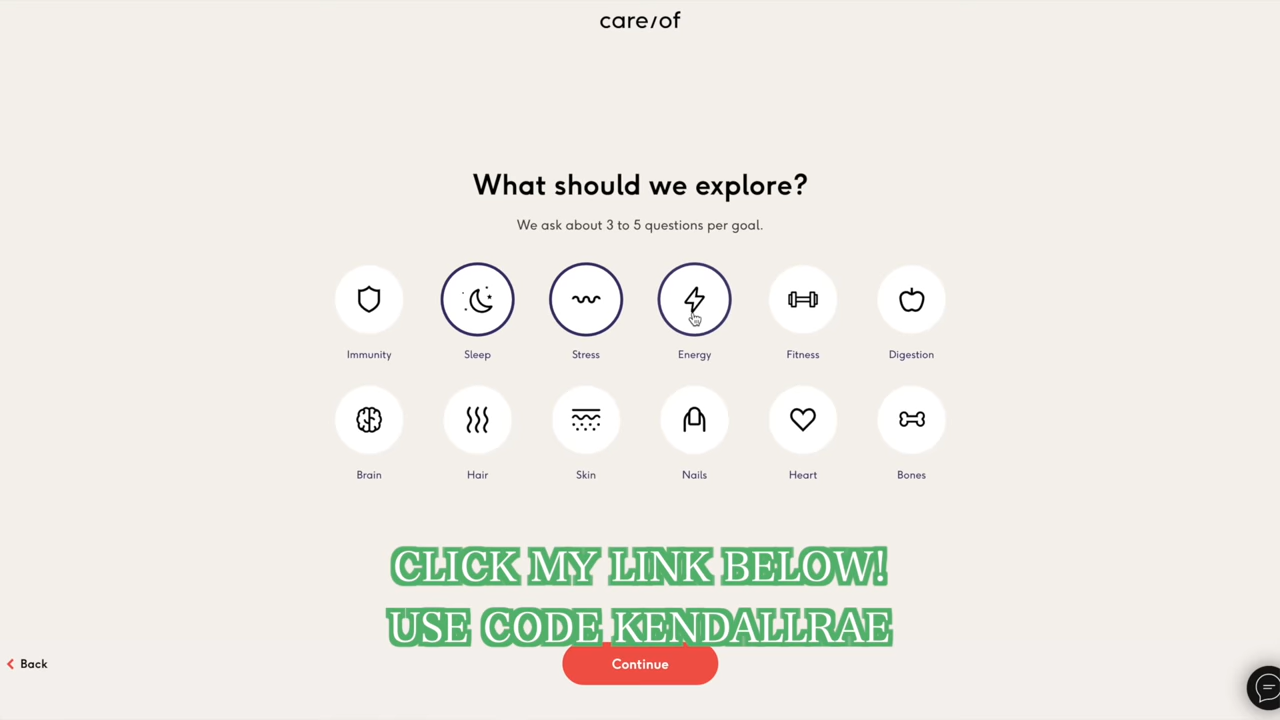 care/of
What should we explore?
We ask about 3 to 5 questions per goal.
Immunity
Sleep
Stress
Energy
Fitness
Digestion
Brain
Hair
Skin
Nails
Heart
Bones
CLICK MY LINK BELOW!
USE CODE KENDALLRAE
Back
Continue